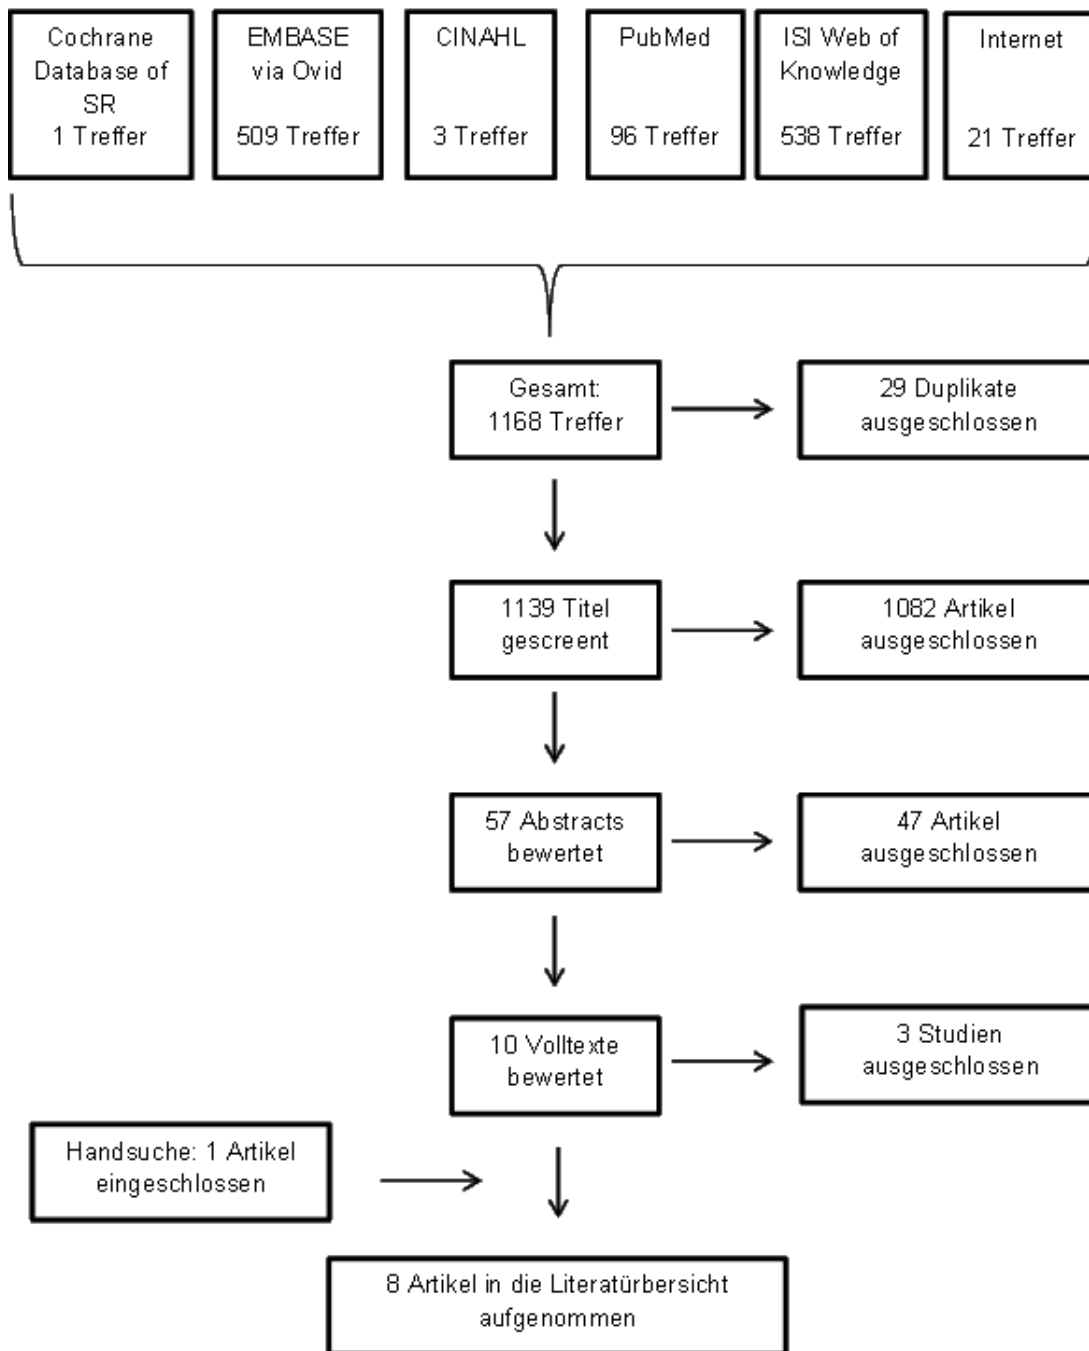 Cochrane
Database of
SR
1 Treffer
EMBASE
via Ovid
509 Treffer
CINAHL
3 Treffer
PubMed
96 Treffer
ISI Web of
Knowledge
538 Treffer
Internet
21 Treffer
Gesamt:
1168 Treffer
29 Duplikate
ausgeschlossen
1139 Titel
gescreent
1082 Artikel
ausgeschlossen
57 Abstracts
bewertet
47 Artikel
ausgeschlossen
10 Volltexte
bewertet
3 Studien
ausgeschlossen
Handsuche: 1 Artikel
eingeschlossen
8 Artikel in die Literatürbersicht
aufgenommen